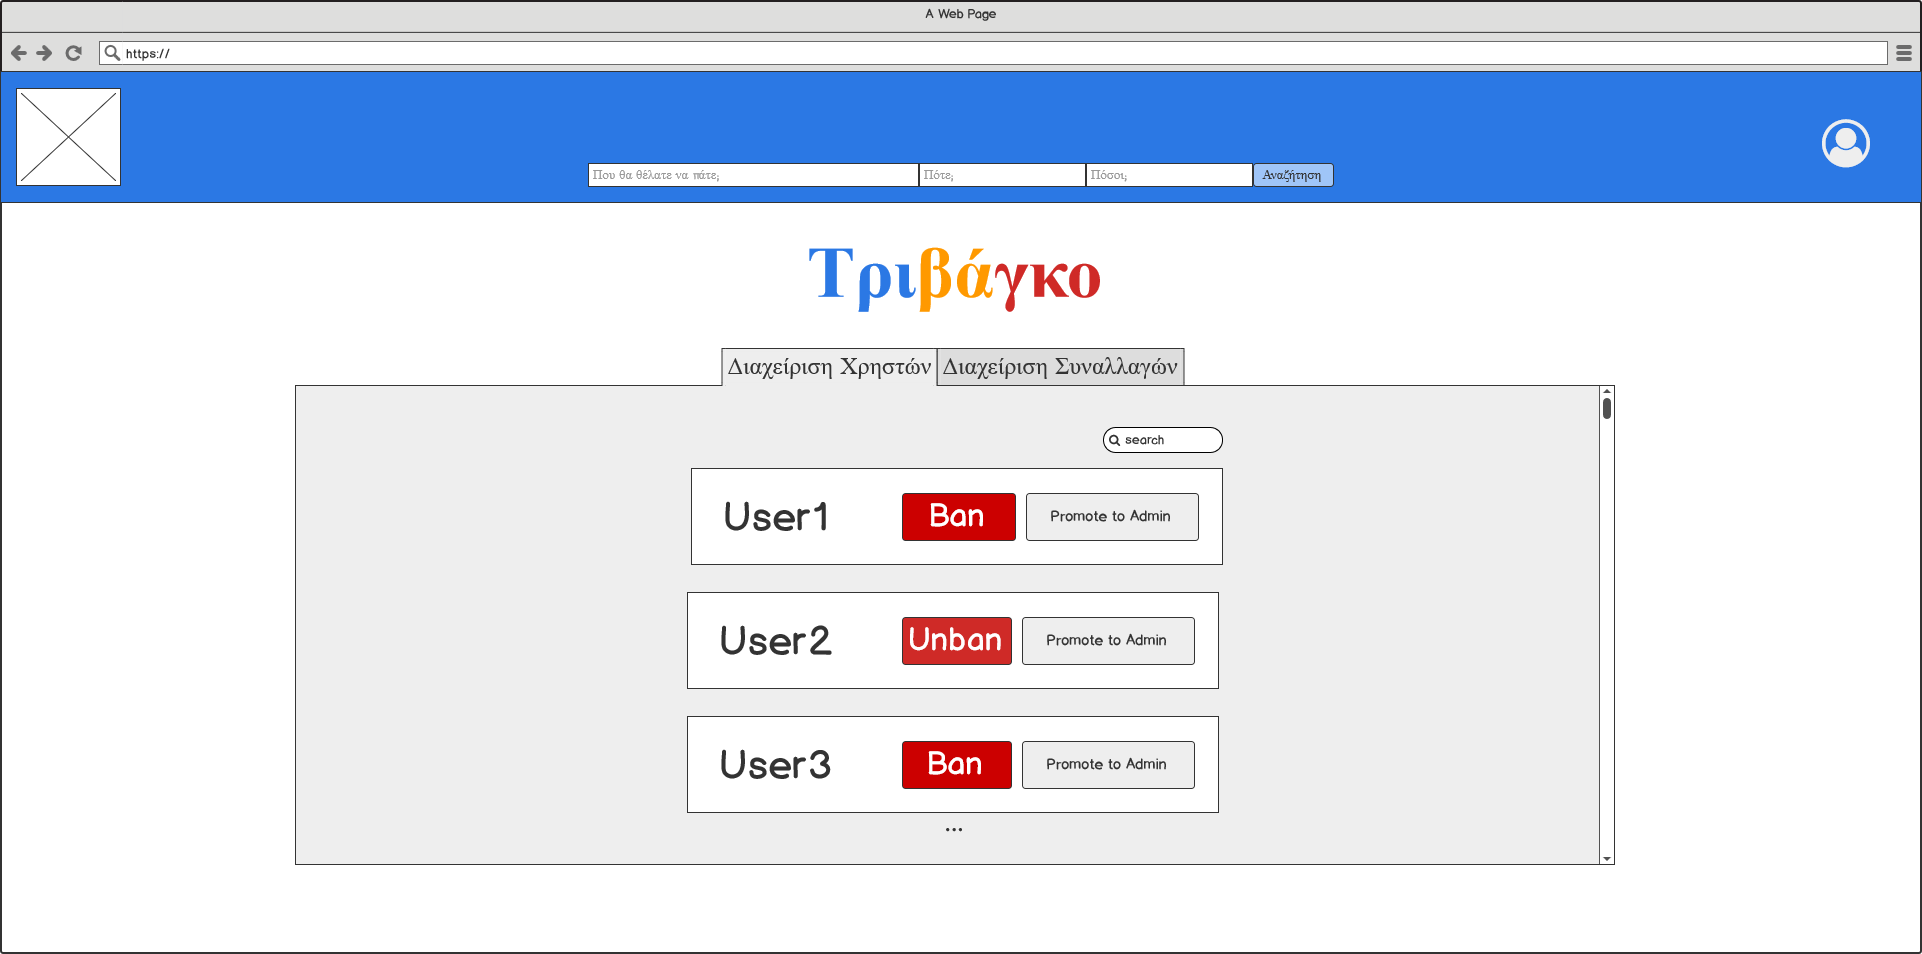 A Web Page
https://
Που θα θέλατε να πάτε; Πότε; Πόσοι; Αναζήτηση
Τριβάγκο
Διαχείριση Χρηστών Διαχείριση Συναλλαγών
search
User1 Ban Promote to Admin
User2 Unban Promote to Admin
User3 Ban Promote to Admin
...